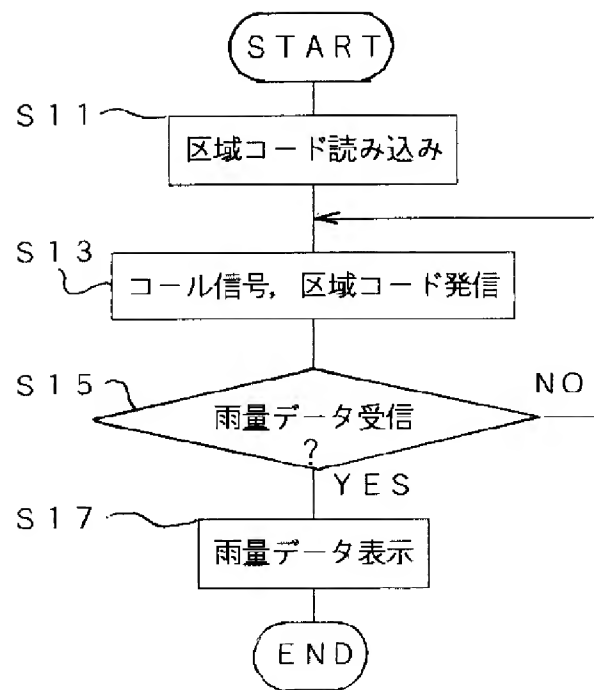 ＳＴＡＲＴ
Ｓ１１
区域コード読み込み
Ｓ１３
コール信号，区域コード発信
Ｓ１５
雨量データ受信
？
ＮＯ
ＹＥＳ
Ｓ１７
雨量データ表示
ＥＮＤ